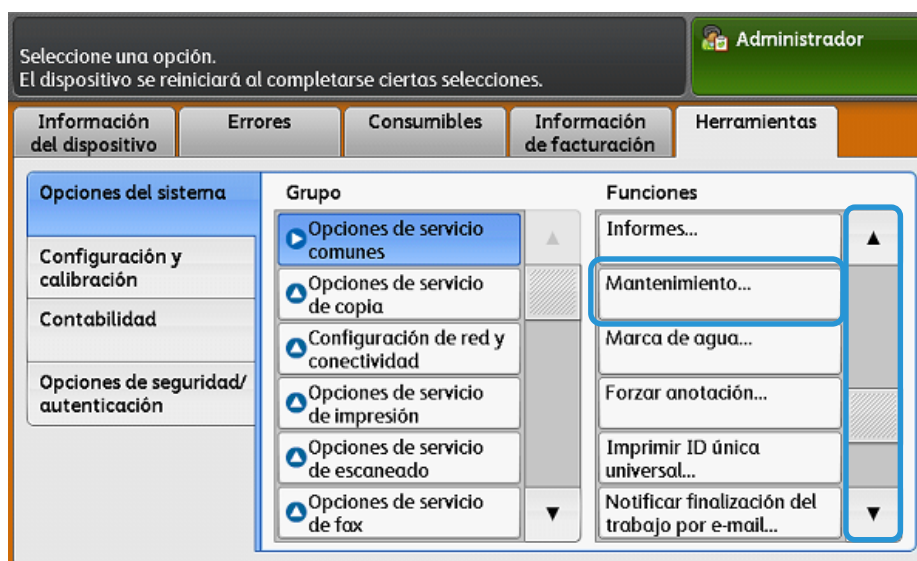 Seleccione una opción.
El dispositivo se reiniciará al completarse ciertas selecciones.
Administrador
Información
del dispositivo
Errores
Consumibles
Información
de facturación
Herramientas
Opciones del sistema
Configuración y
calibración
Contabilidad
Opciones de seguridad/
autenticación
Grupo
Opciones de servicio
comunes
Opciones de servicio
de copia
Configuración de red y
conectividad
Opciones de servicio
de impresión
Opciones de servicio
de escaneado
Opciones de servicio
de fax
Funciones
Informes...
Mantenimiento...
Marca de agua...
Forzar anotación...
Imprimir ID única
universal...
Notificar finalización del
trabajo por e-mail...